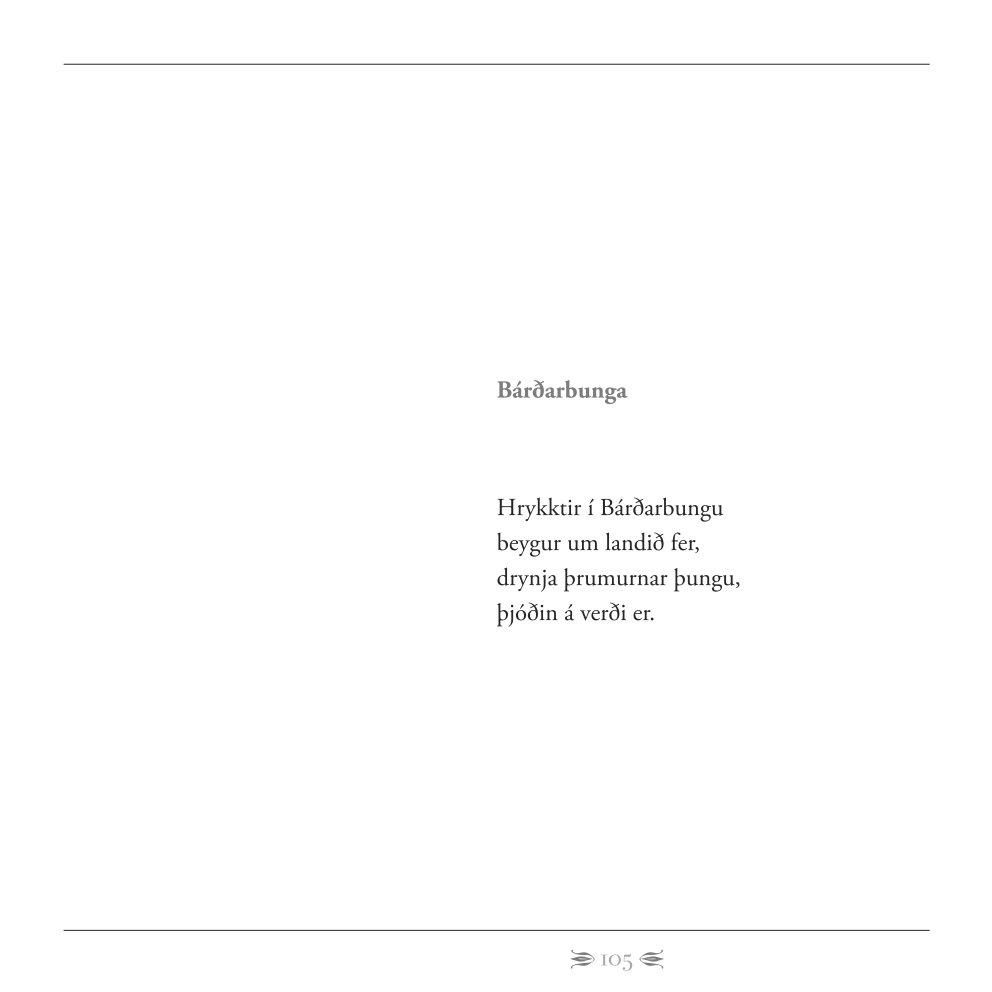 Bárðarbunga
Hrykktir í Bárðarbungu
beygur um landið fer,
drynja þrumurnar þungu,
þjóðin á verði er.
105